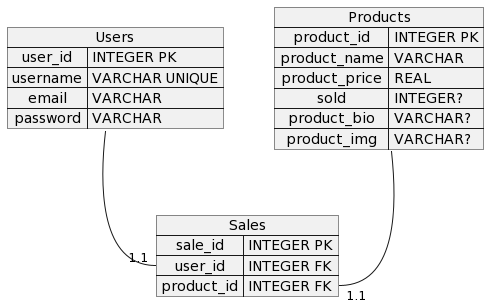 Users
user_id INTEGER PK
username VARCHAR UNIQUE
email VARCHAR
password VARCHAR
Products
product_id INTEGER PK
product_name VARCHAR
product_price REAL
sold INTEGER?
product_bio VARCHAR?
product_img VARCHAR?
Sales
sale_id INTEGER PK
user_id INTEGER FK
product_id INTEGER FK
1.1
1.1